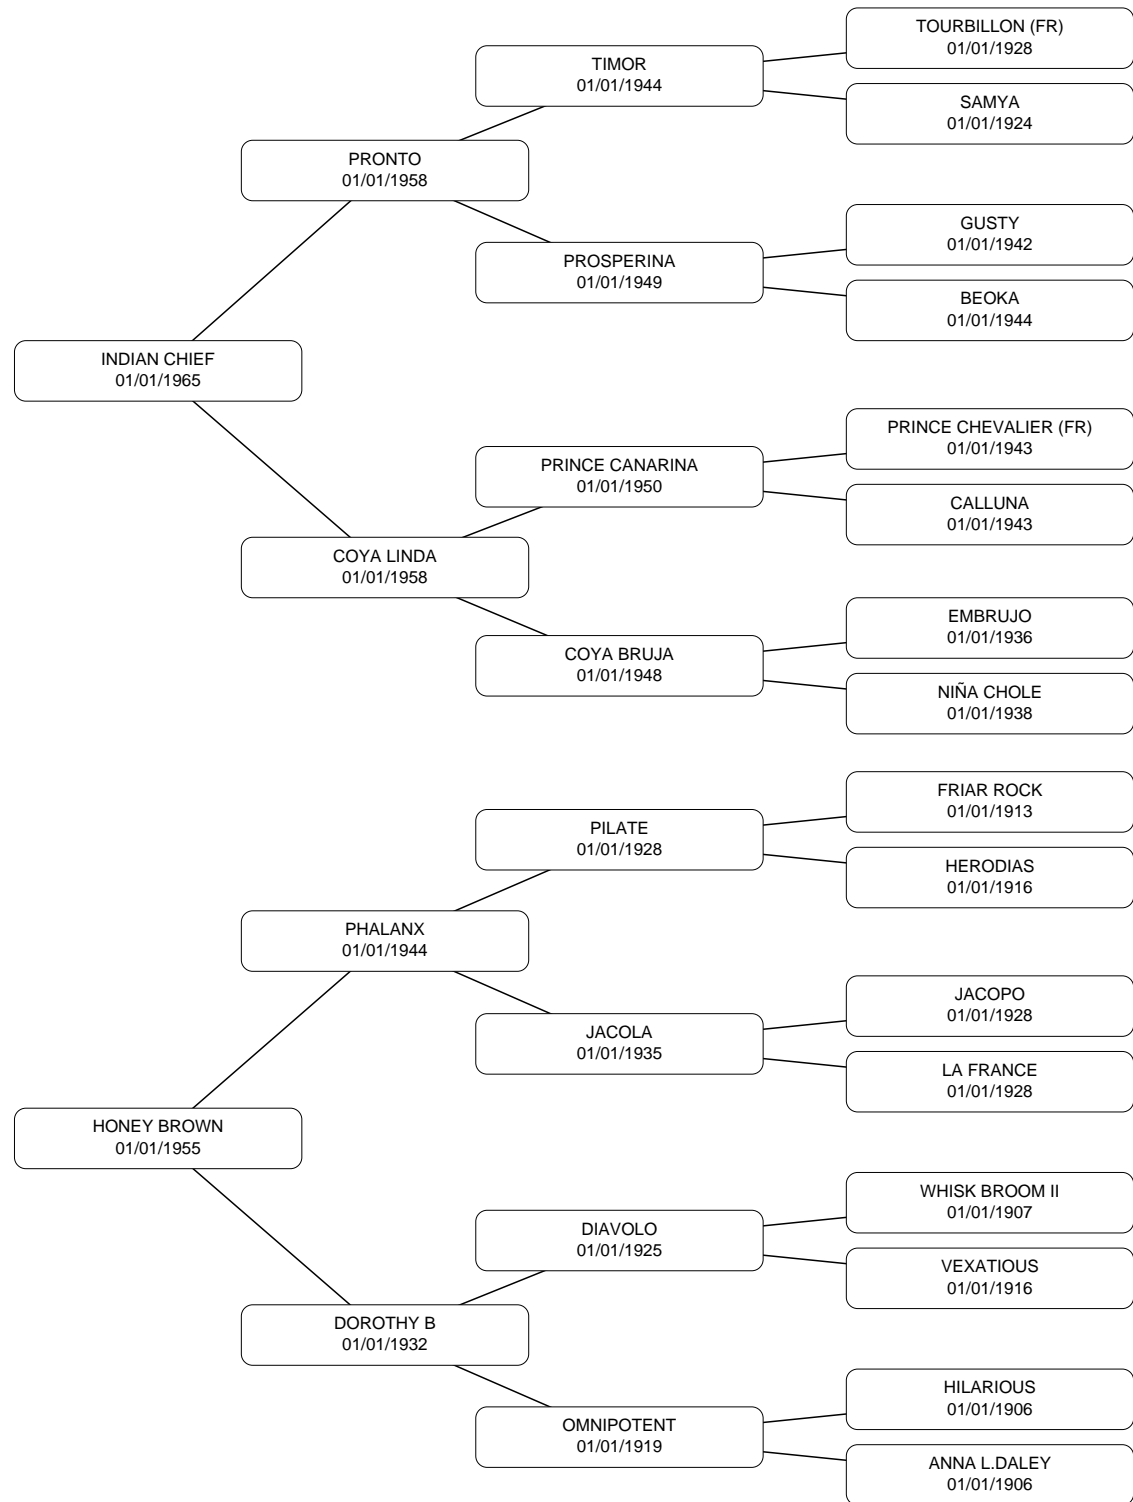 TOURBILLON (FR)
01/01/1928
TIMOR
01/01/1944
SAMYA
01/01/1924
PRONTO
01/01/1958
GUSTY
01/01/1942
PROSPERINA
01/01/1949
BEOKA
01/01/1944
INDIAN CHIEF
01/01/1965
PRINCE CHEVALIER (FR)
01/01/1943
PRINCE CANARINA
01/01/1950
CALLUNA
01/01/1943
COYA LINDA
01/01/1958
EMBRUJO
01/01/1936
COYA BRUJA
01/01/1948
NIÑA CHOLE
01/01/1938
FRIAR ROCK
01/01/1913
PILATE
01/01/1928
HERODIAS
01/01/1916
PHALANX
01/01/1944
JACOPO
01/01/1928
JACOLA
01/01/1935
LA FRANCE
01/01/1928
HONEY BROWN
01/01/1955
WHISK BROOM II
01/01/1907
DIAVOLO
01/01/1925
VEXATIOUS
01/01/1916
DOROTHY B
01/01/1932
HILARIOUS
01/01/1906
OMNIPOTENT
01/01/1919
ANNA L.DALEY
01/01/1906